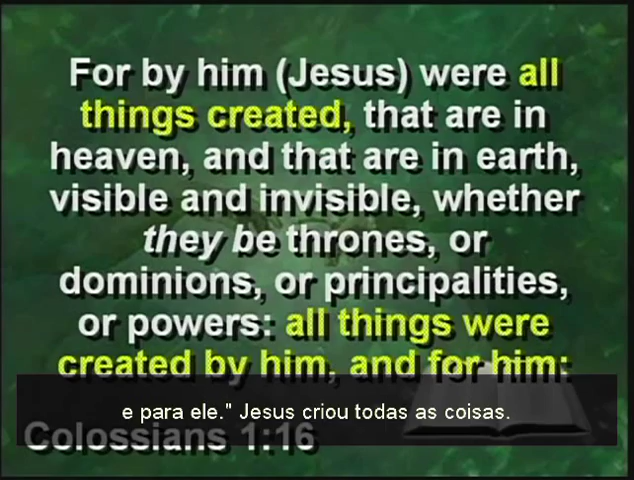 For by him (Jesus) were all
things created, that are in
heaven, and that are in earth,
visible and invisible, whether
they be thrones, or
dominions, or principalities,
or powers: all things were
created by him, and for him:
e para ele." Jesus criou todas as coisas.
Colossians 1:16